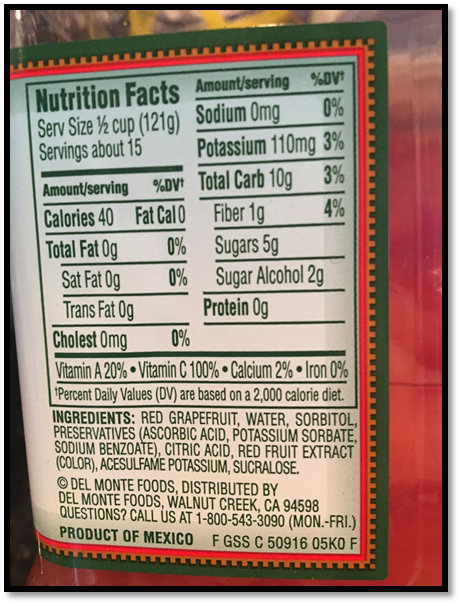 Nutrition Facts
Serv Size ½ cup (121g)
Servings about 15
Amount/serving %DV†
Calories 40 Fat Cal 0
Total Fat 0g 0%
Sat Fat 0g 0%
Trans Fat 0g
Cholest 0mg 0%
Amount/serving %DV†
Sodium 0mg 0%
Potassium 110mg 3%
Total Carb 10g 3%
Fiber 1g 4%
Sugars 5g
Sugar Alcohol 2g
Protein 0g
Vitamin A 20% • Vitamin C 100% • Calcium 2% • Iron 0%
†Percent Daily Values (DV) are based on a 2,000 calorie diet.
INGREDIENTS: RED GRAPEFRUIT, WATER, SORBITOL,
PRESERVATIVES (ASCORBIC ACID, POTASSIUM SORBATE,
SODIUM BENZOATE), CITRIC ACID, RED FRUIT EXTRACT
(COLOR), ACESULFAME POTASSIUM, SUCRALOSE.
© DEL MONTE FOODS, DISTRIBUTED BY
DEL MONTE FOODS, WALNUT CREEK, CA 94598
QUESTIONS? CALL US AT 1-800-543-3090 (MON.-FRI.)
PRODUCT OF MEXICO F GSS C 50916 05K0 F